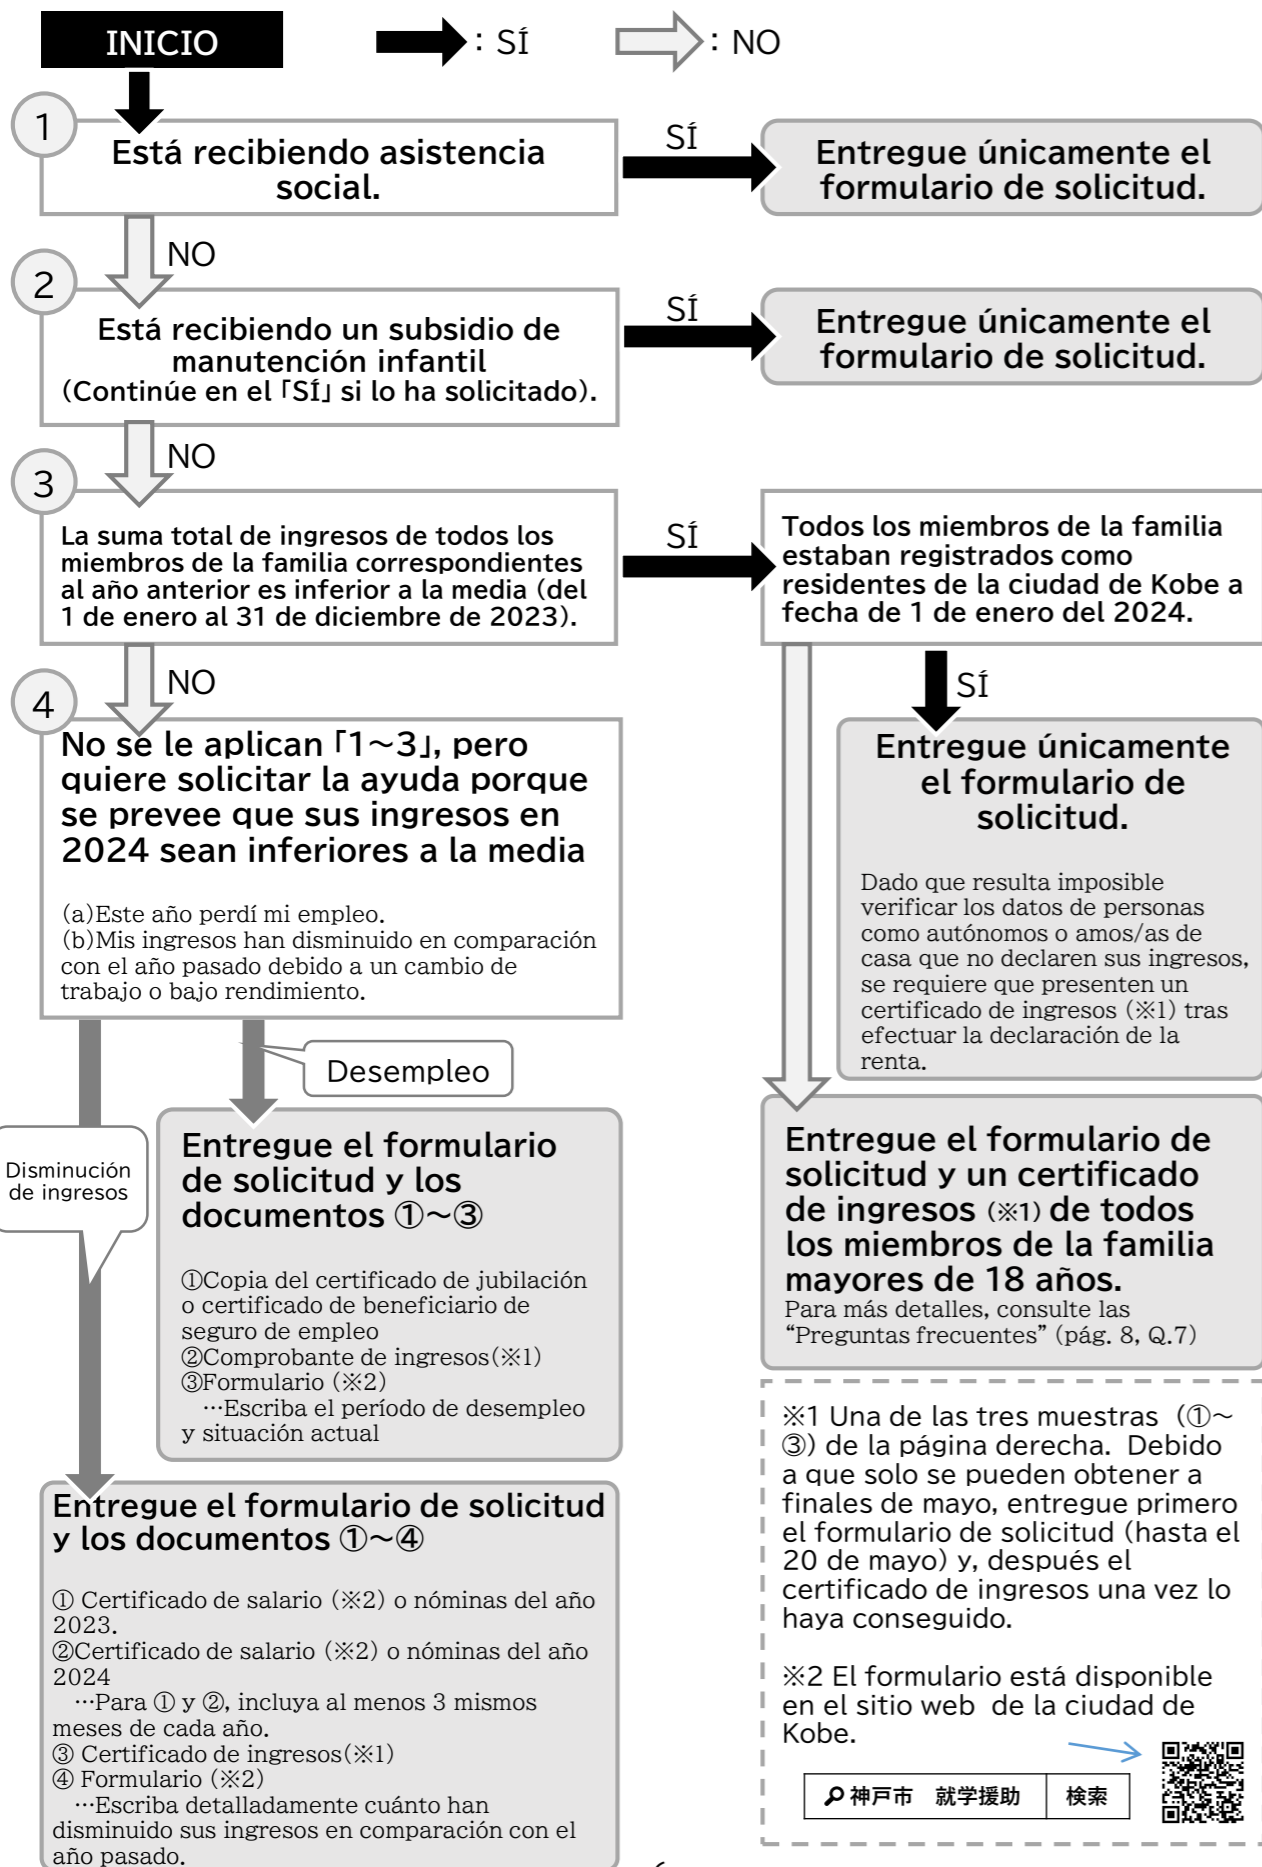 INICIO
: SÍ
: NO
1
Está recibiendo asistencia
social.
SÍ
Entregue únicamente el
formulario de solicitud.
NO
2
Está recibiendo un subsidio de
manutención infantil
(Continúe en el ｢SÍ｣ si lo ha solicitado).
SÍ
Entregue únicamente el
formulario de solicitud.
NO
3
La suma total de ingresos de todos los
miembros de la familia correspondientes
al año anterior es inferior a la media (del
1 de enero al 31 de diciembre de 2023).
SÍ
Todos los miembros de la familia
estaban registrados como
residentes de la ciudad de Kobe a
fecha de 1 de enero del 2024.
NO
SÍ
4
No se le aplican ｢1～3｣, pero
quiere solicitar la ayuda porque
se prevee que sus ingresos en
2024 sean inferiores a la media
(a)Este año perdí mi empleo.
(b)Mis ingresos han disminuido en comparación
con el año pasado debido a un cambio de
trabajo o bajo rendimiento.
Entregue únicamente
el formulario de
solicitud.
Dado que resulta imposible
verificar los datos de personas
como autónomos o amos/as de
casa que no declaren sus ingresos,
se requiere que presenten un
certificado de ingresos (※1) tras
efectuar la declaración de la
renta.
Desempleo
Disminución
de ingresos
Entregue el formulario
de solicitud y los
documentos ①～③
①Copia del certificado de jubilación
o certificado de beneficiario de
seguro de empleo
②Comprobante de ingresos(※1)
③Formulario (※2)
…Escriba el período de desempleo
y situación actual
Entregue el formulario de
solicitud y un certificado
de ingresos (※1) de todos
los miembros de la familia
mayores de 18 años.
Para más detalles, consulte las
“Preguntas frecuentes” (pág. 8, Q.7)
Entregue el formulario de solicitud
y los documentos ①～④
① Certificado de salario (※2) o nóminas del año
2023.
②Certificado de salario (※2) o nóminas del año
2024
…Para ① y ②, incluya al menos 3 mismos
meses de cada año.
③ Certificado de ingresos(※1)
④ Formulario (※2)
…Escriba detalladamente cuánto han
disminuido sus ingresos en comparación con el
año pasado.
※1 Una de las tres muestras (①～
③) de la página derecha. Debido
a que solo se pueden obtener a
finales de mayo, entregue primero
el formulario de solicitud (hasta el
20 de mayo) y, después el
certificado de ingresos una vez lo
haya conseguido.
※2 El formulario está disponible
en el sitio web de la ciudad de
Kobe.
神戸市 就学援助 検索